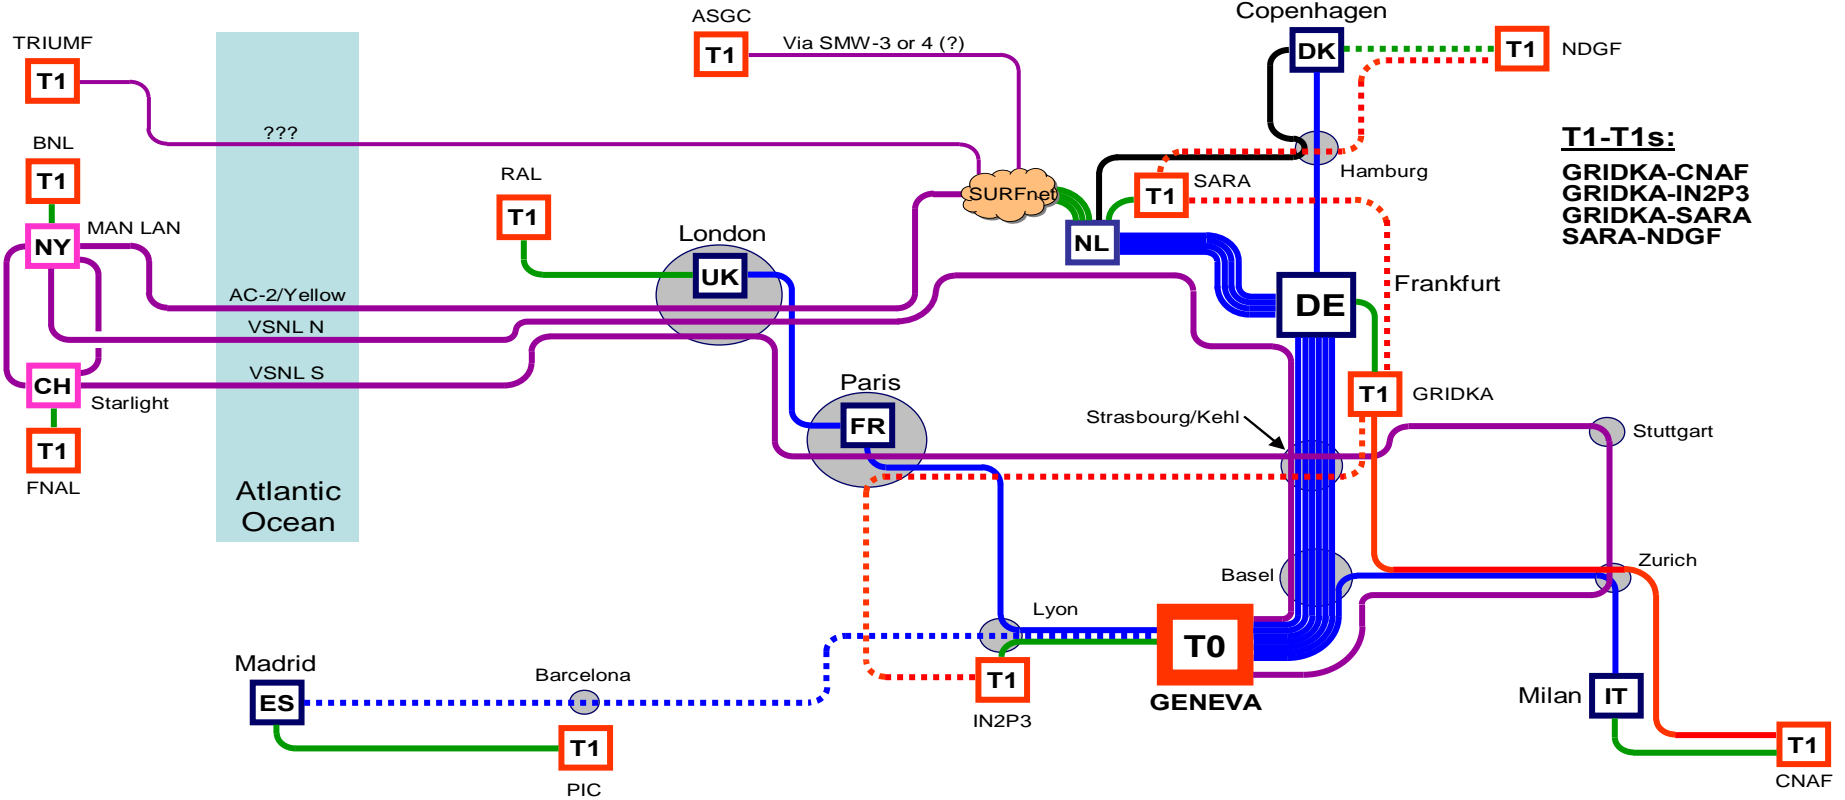 Copenhagen
ASGC
TRIUMF
T1
T1
Via SMW-3 or 4 (?)
DK
T1
NDGF
???
BNL
T1
RAL
T1
Hamburg
T1-T1s:
GRIDKA-CNAF
GRIDKA-IN2P3
GRIDKA-SARA
SARA-NDGF
SURFnet
T1
SARA
MAN LAN
NY
London
UK
NL
AC-2/Yellow
VSNL N
DE
Frankfurt
VSNL S
CH
Starlight
Paris
FR
T1
GRIDKA
Strasbourg/Kehl
Stuttgart
T1
FNAL
Atlantic
Ocean
Basel
Zurich
Lyon
T0
GENEVA
Madrid
ES
Barcelona
T1
IN2P3
Milan
IT
T1
PIC
T1
CNAF